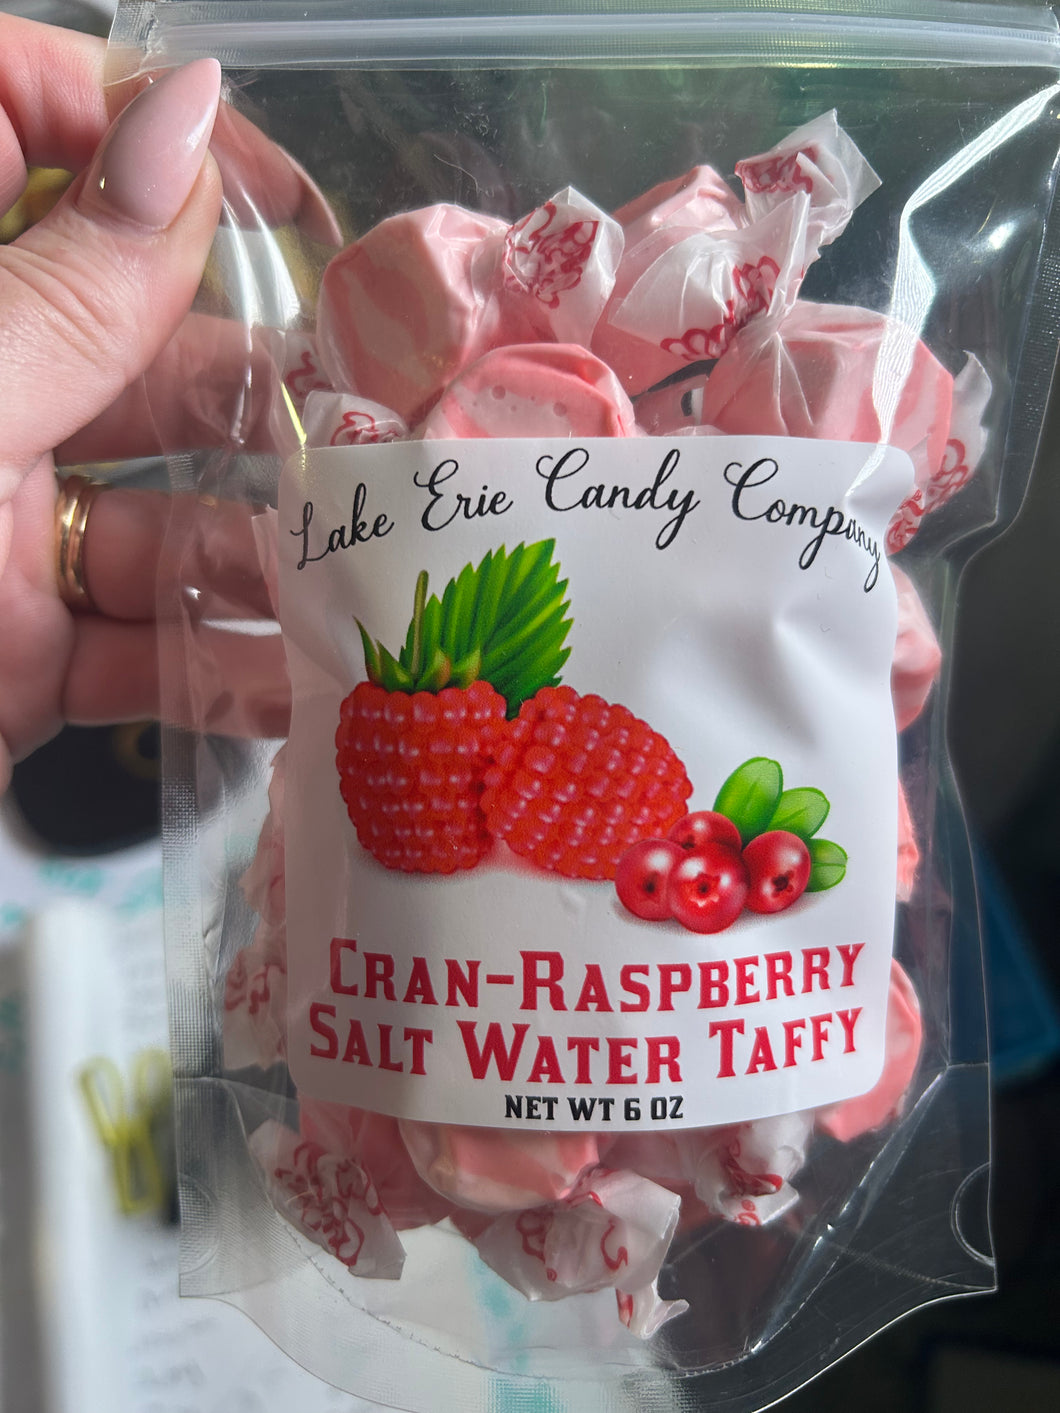 Lake Erie Candy Company
CRAN-RASPBERRY
SALT WATER TAFFY
NET WT 6 OZ